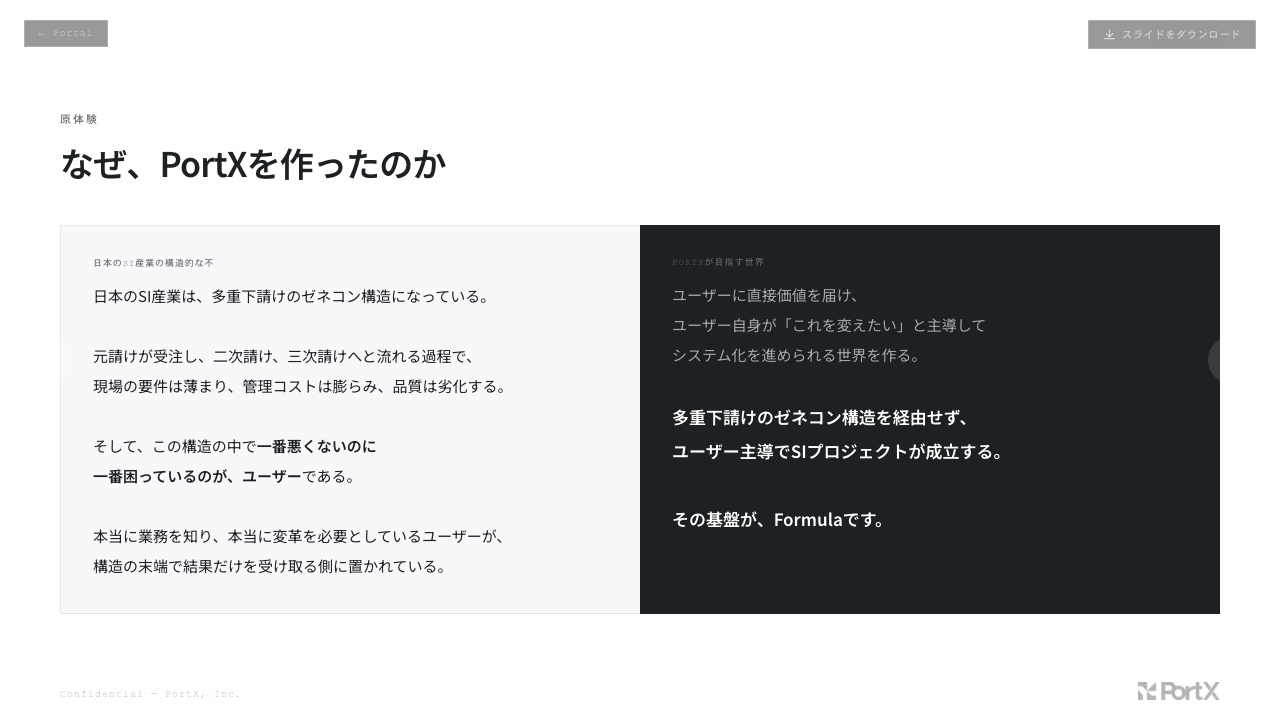 ← Portal
スライドをダウンロード
原体験
なぜ、PortXを作ったのか
日本のSI産業の構造的な不
日本のSI産業は、多重下請けのゼネコン構造になっている。
元請けが受注し、二次請け、三次請けへと流れる過程で、
現場の要件は薄まり、管理コストは膨らみ、品質は劣化する。
そして、この構造の中で一番悪くないのに
一番困っているのが、ユーザーである。
本当に業務を知り、本当に変革を必要としているユーザーが、
構造の末端で結果だけを受け取る側に置かれている。
PORTXが目指す世界
ユーザーに直接価値を届け、
ユーザー自身が「これを変えたい」と主導して
システム化を進められる世界を作る。
多重下請けのゼネコン構造を経由せず、
ユーザー主導でSIプロジェクトが成立する。
その基盤が、Formulaです。
Confidential — PortX, Inc.
PortX